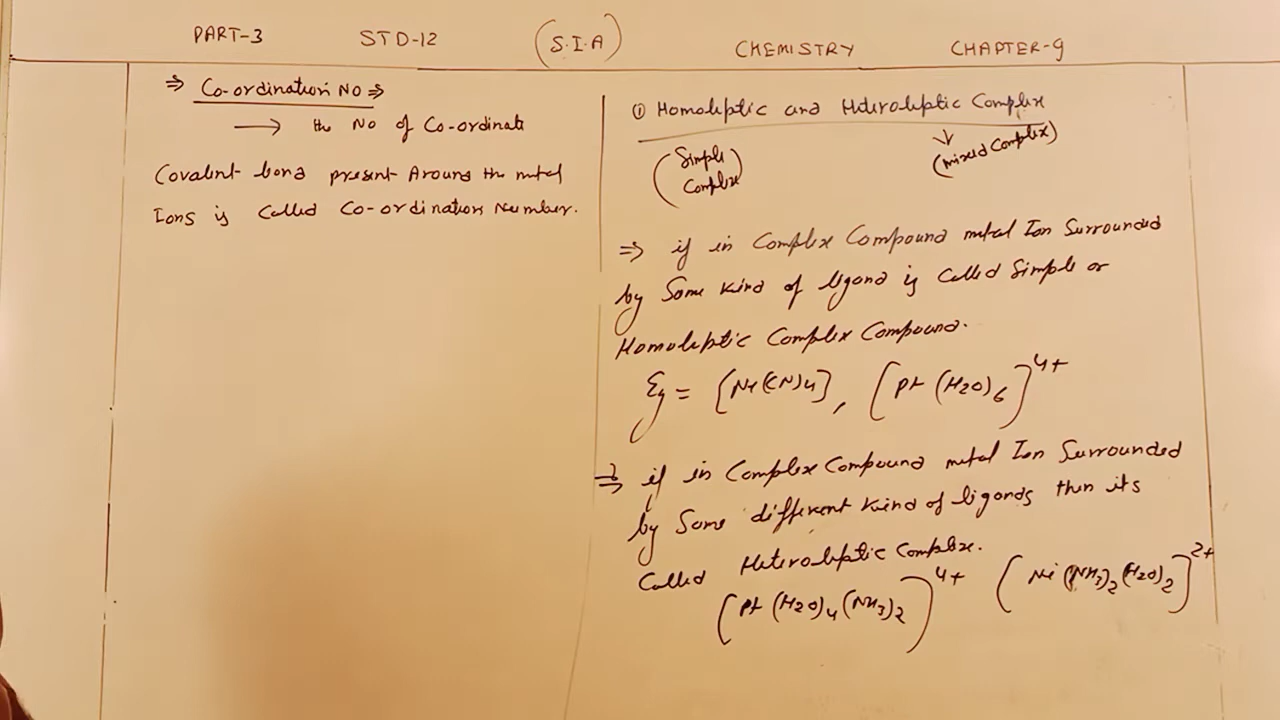 PART-3 STD-12 (S.I.A) CHEMISTRY CHAPTER-9
⇒ Co-ordination NO ⇒
→ the NO of Co-ordinate
Covalent bond present Around the metal
Ions is Called Co-ordination Number.
① Homoleptic and Heteroleptic Complex
(Simple
Complex)
↓
(mixed Complex)
⇒ if in Complex Compound metal Ion Surrounded
by Same kind of ligand is Called Simple or
Homoleptic Complex Compound.
Eg = [Ni(CN)4], [Pt(H2O)6]4+
⇒ if in Complex Compound metal Ion Surrounded
by Some different kind of ligands then its
Called Heteroleptic Complex.
[Pt(H2O)4(NH3)2]4+ [Ni(NH3)2(H2O)2]2+